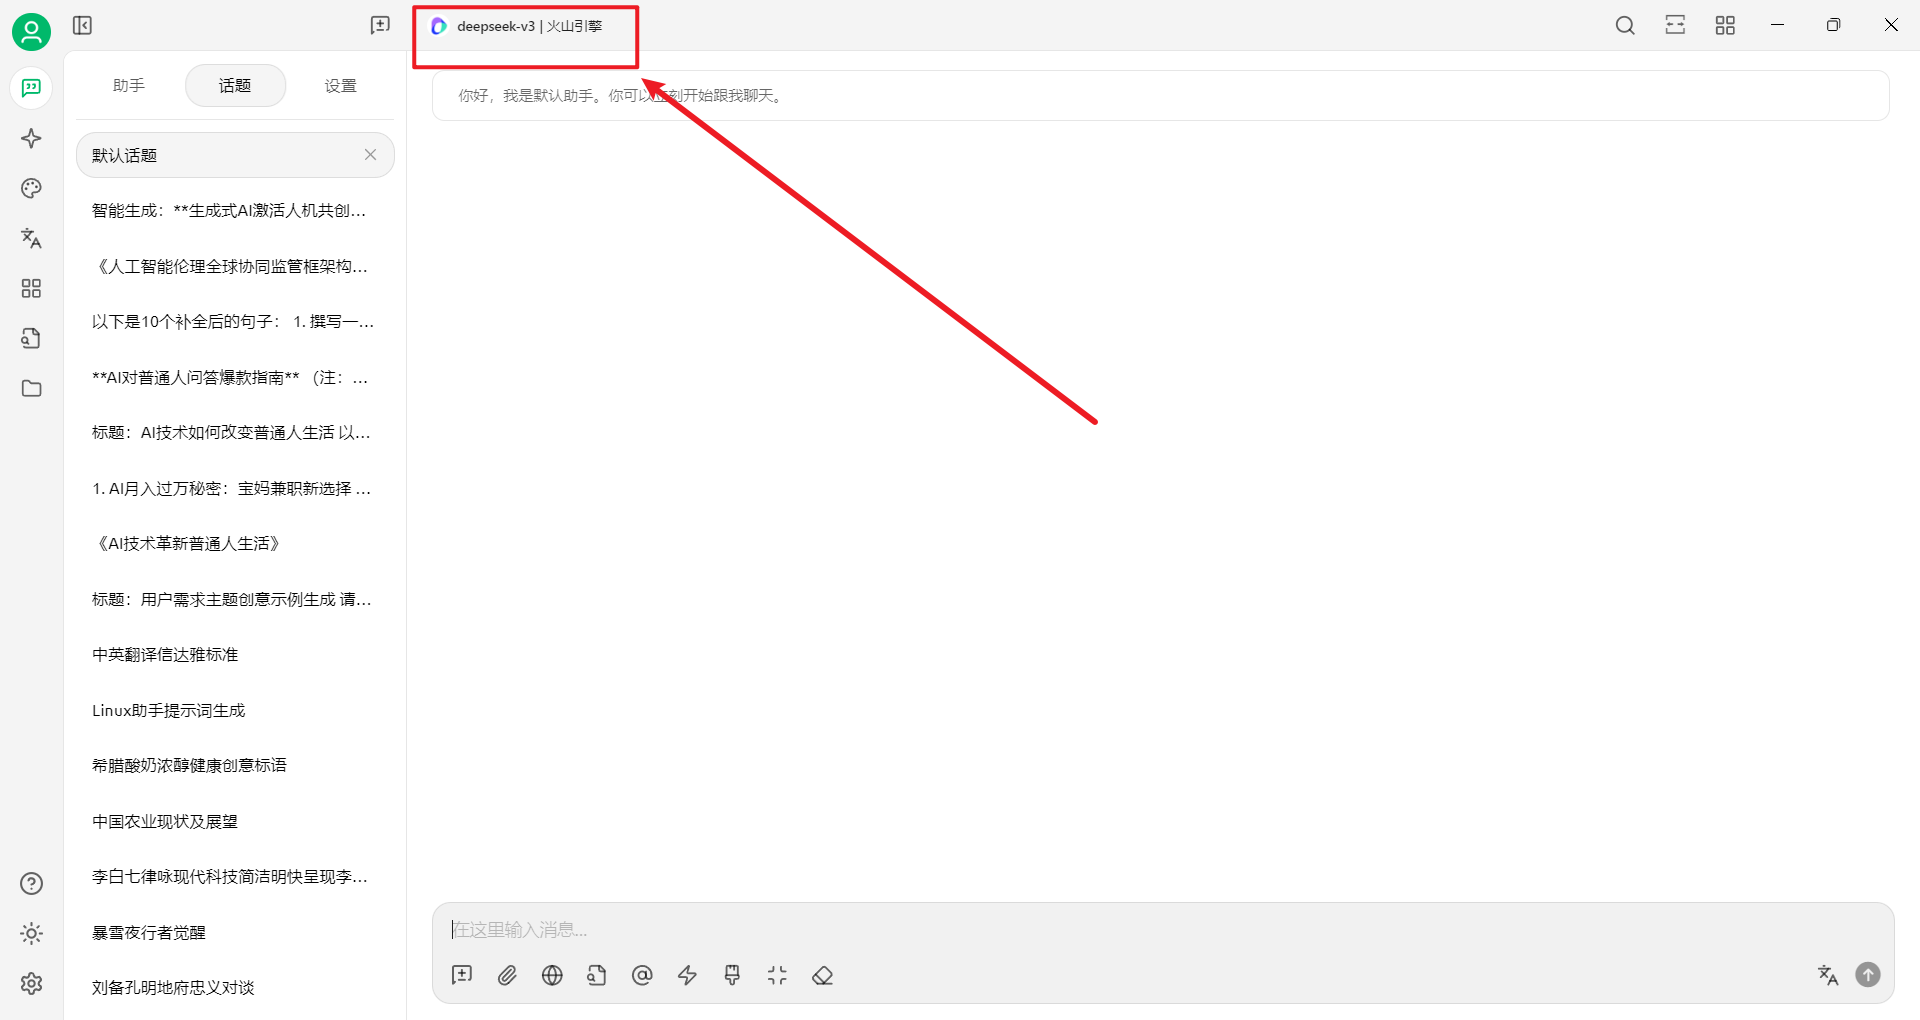 deepseek-v3 | 火山引擎
助手
话题
设置
你好，我是默认助手。你可以立刻开始跟我聊天。
默认话题
智能生成：**生成式AI激活人机共创...
《人工智能伦理全球协同监管框架构...
以下是10个补全后的句子： 1. 撰写一...
**AI对普通人问答爆款指南** （注：...
标题：AI技术如何改变普通人生活 以...
1. AI月入过万秘密：宝妈兼职新选择 ...
《AI技术革新普通人生活》
标题：用户需求主题创意示例生成 请...
中英翻译信达雅标准
Linux助手提示词生成
希腊酸奶浓醇健康创意标语
中国农业现状及展望
李白七律咏现代科技简洁明快呈现李...
暴雪夜行者觉醒
刘备孔明地府忠义对谈
在这里输入消息...